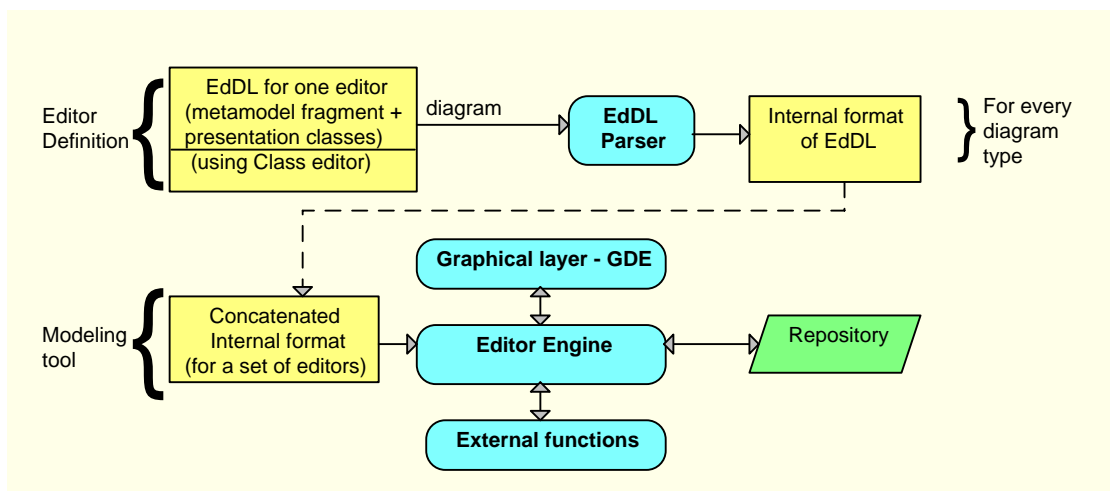 Editor
Definition
EdDL for one editor
(metamodel fragment +
presentation classes)
(using Class editor)
diagram
EdDL
Parser
Internal format
of EdDL
For every
diagram
type
Graphical layer - GDE
Modeling
tool
Concatenated
Internal format
(for a set of editors)
Editor Engine
Repository
External functions